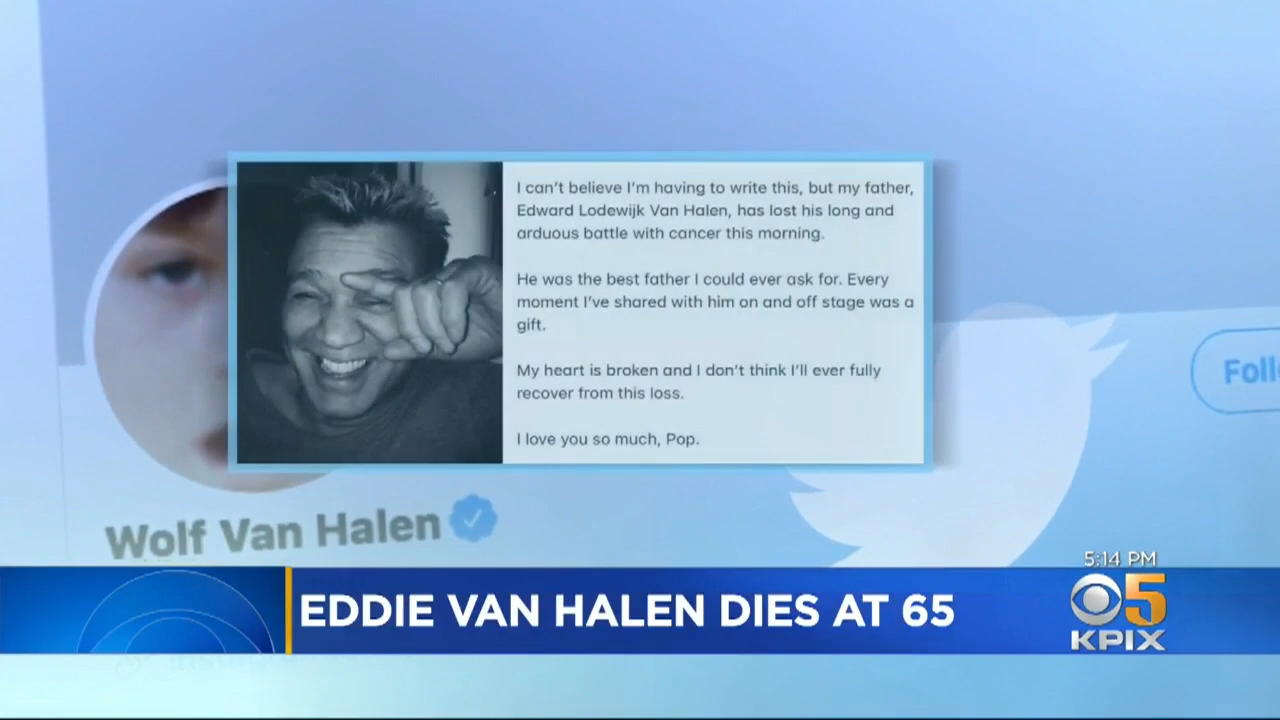 I can't believe I'm having to write this, but my father,
Edward Lodewijk Van Halen, has lost his long and
arduous battle with cancer this morning.
He was the best father I could ever ask for. Every
moment I've shared with him on and off stage was a
gift.
My heart is broken and I don't think I'll ever fully
recover from this loss.
I love you so much, Pop.
Wolf Van Halen
5:14 PM
EDDIE VAN HALEN DIES AT 65
5
KPIX